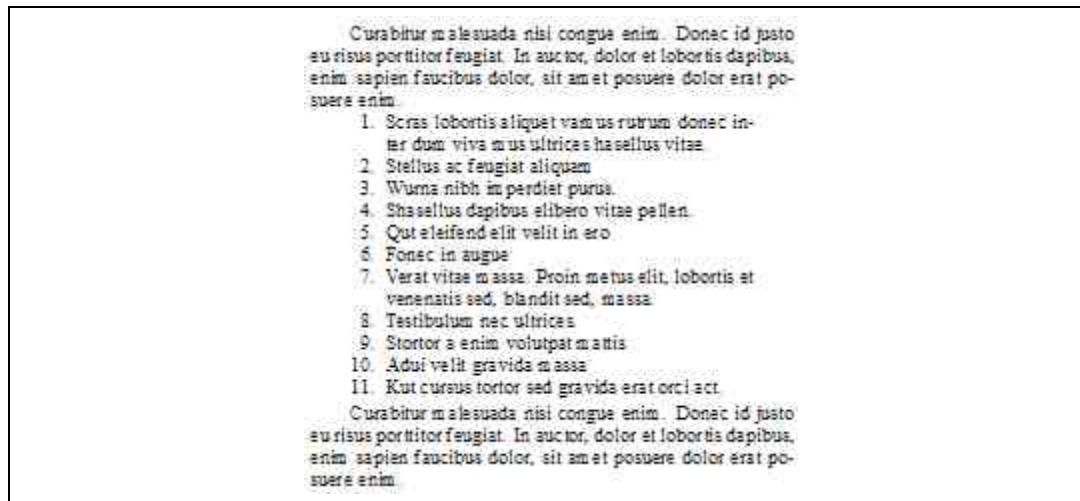 Curabitur malesuada nisi congue enim. Donec id justo
eu risus porttitor feugiat. In auctor, dolor et lobortis dapibus,
enim sapien faucibus dolor, sit amet posuere dolor erat po-
suere enim.
1. Scras lobortis aliquet vamus rutrum donec in-
ter dum viva mus ultrices hasellus vitae.
2. Stellus ac feugiat aliquam
3. Wurna nibh imperdiet purus.
4. Shasellus dapibus elibero vitae pellen.
5. Qut eleifend elit velit in ero
6. Fonec in augue
7. Verat vitae massa. Proin metus elit, lobortis et
venenatis sed, blandit sed, massa.
8. Testibulum nec ultrices.
9. Stortor a enim volutpat mattis
10. Adui velit gravida massa
11. Kut cursus tortor sed gravida erat orci act.
Curabitur malesuada nisi congue enim. Donec id justo
eu risus porttitor feugiat. In auctor, dolor et lobortis dapibus,
enim sapien faucibus dolor, sit amet posuere dolor erat po-
suere enim.